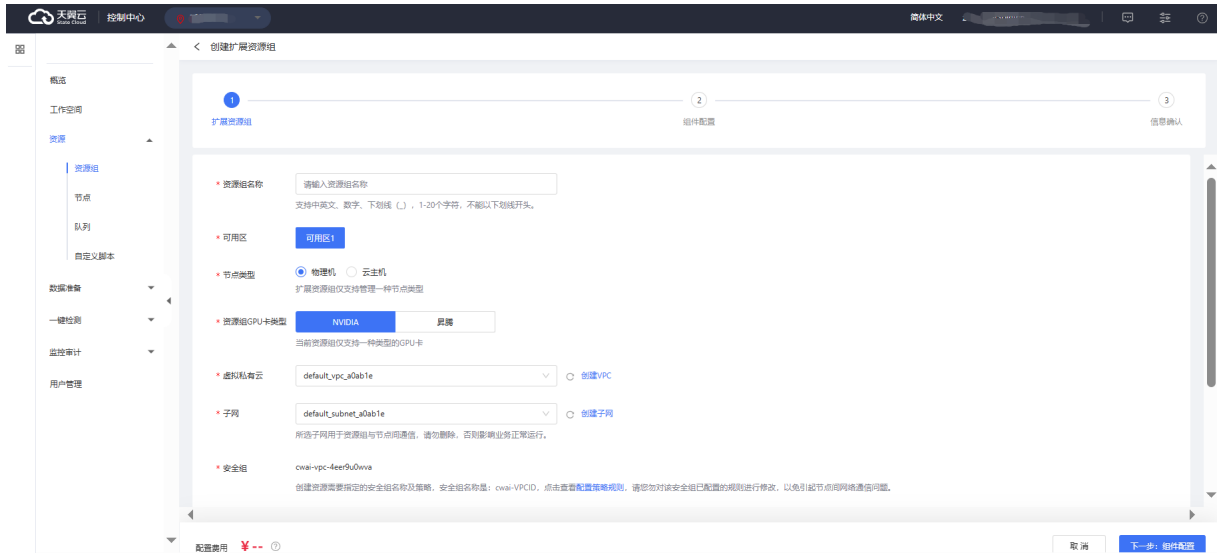 天翼云 State Cloud 控制中心 简体中文
创建扩展资源组
概览
工作空间
资源
资源组
节点
队列
自定义脚本
数据准备
一键检测
监控审计
用户管理
1 2 3
扩展资源组 组件配置 信息确认
* 资源组名称 请输入资源组名称
支持中英文、数字、下划线（_），1-20个字符，不能以下划线开头。
* 可用区 可用区1
* 节点类型 物理机 云主机
扩展资源组仅支持管理一种节点类型
* 资源组GPU卡类型 NVIDIA 昇腾
当前资源组仅支持一种类型的GPU卡
* 虚拟私有云 default_vpc_a0ab1e 创建VPC
* 子网 default_subnet_a0ab1e 创建子网
所选子网用于资源组与节点间通信，请勿删除，否则影响业务正常运行。
* 安全组 cwai-vpc-4eer9u0wva
创建资源需要指定的安全组名称及策略，安全组名称是：cwai-VPCID，点击查看配置策略规则，请您勿对该安全组已配置的规则进行修改，以免引起节点间网络通信问题。
配置费用 ¥ -- 取消 下一步：组件配置